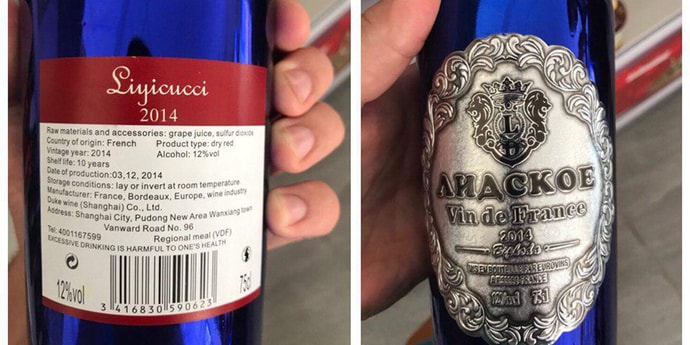 Liyicucci
2014
Raw materials and accessories: grape juice, sulfur dioxide
Country of origin: French Product type: dry red
Vintage year: 2014 Alcohol: 12%vol
Shelf life: 10 years
Date of production:03,12, 2014
Storage conditions: lay or invert at room temperature
Manufacturer: France, Bordeaux, Europe, wine industry
Duke wine (Shanghai) Co., Ltd.
Address: Shanghai City, Pudong New Area Wanxiang town
Vanward Road No. 96
Tel: 4001167599 Regional meal (VDF)
EXCESSIVE DRINKING IS HARMFUL TO ONE'S HEALTH
12%vol
75cl
3 416830 590623
ЛИДСКОЕ
Vin de France
2014